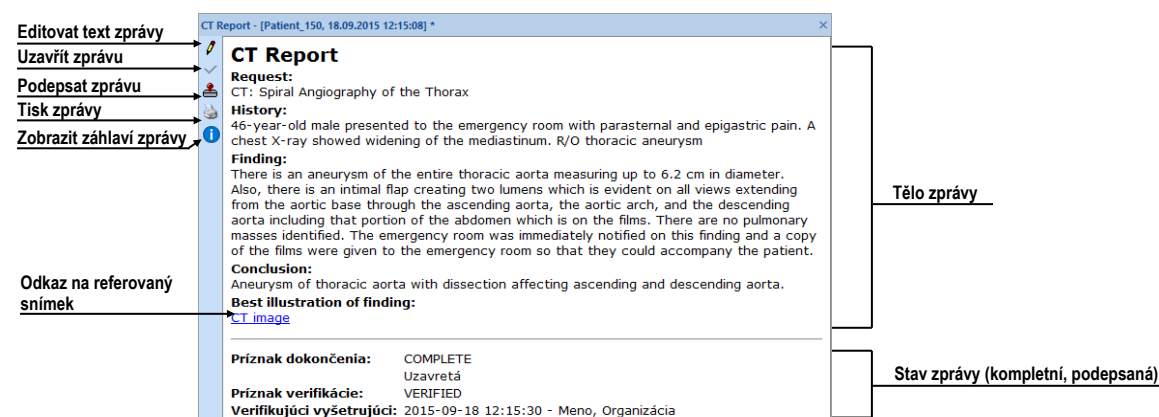 CT Report - [Patient_150, 18.09.2015 12:15:08] *
Editovat text zprávy
Uzavřít zprávu
Podepsat zprávu
Tisk zprávy
Zobrazit záhlaví zprávy
CT Report
Request:
CT: Spiral Angiography of the Thorax
History:
46-year-old male presented to the emergency room with parasternal and epigastric pain. A
chest X-ray showed widening of the mediastinum. R/O thoracic aneurysm
Finding:
There is an aneurysm of the entire thoracic aorta measuring up to 6.2 cm in diameter.
Also, there is an intimal flap creating two lumens which is evident on all views extending
from the aortic base through the ascending aorta, the aortic arch, and the descending
aorta including that portion of the abdomen which is on the films. There are no pulmonary
masses identified. The emergency room was immediately notified on this finding and a copy
of the films were given to the emergency room so that they could accompany the patient.
Conclusion:
Aneurysm of thoracic aorta with dissection affecting ascending and descending aorta.
Best illustration of finding:
CT image
Tělo zprávy
Odkaz na referovaný
snímek
Príznak dokončenia: COMPLETE
Uzavretá
Príznak verifikácie: VERIFIED
Verifikujúci vyšetrujúci: 2015-09-18 12:15:30 - Meno, Organizácia
Stav zprávy (kompletní, podepsaná)